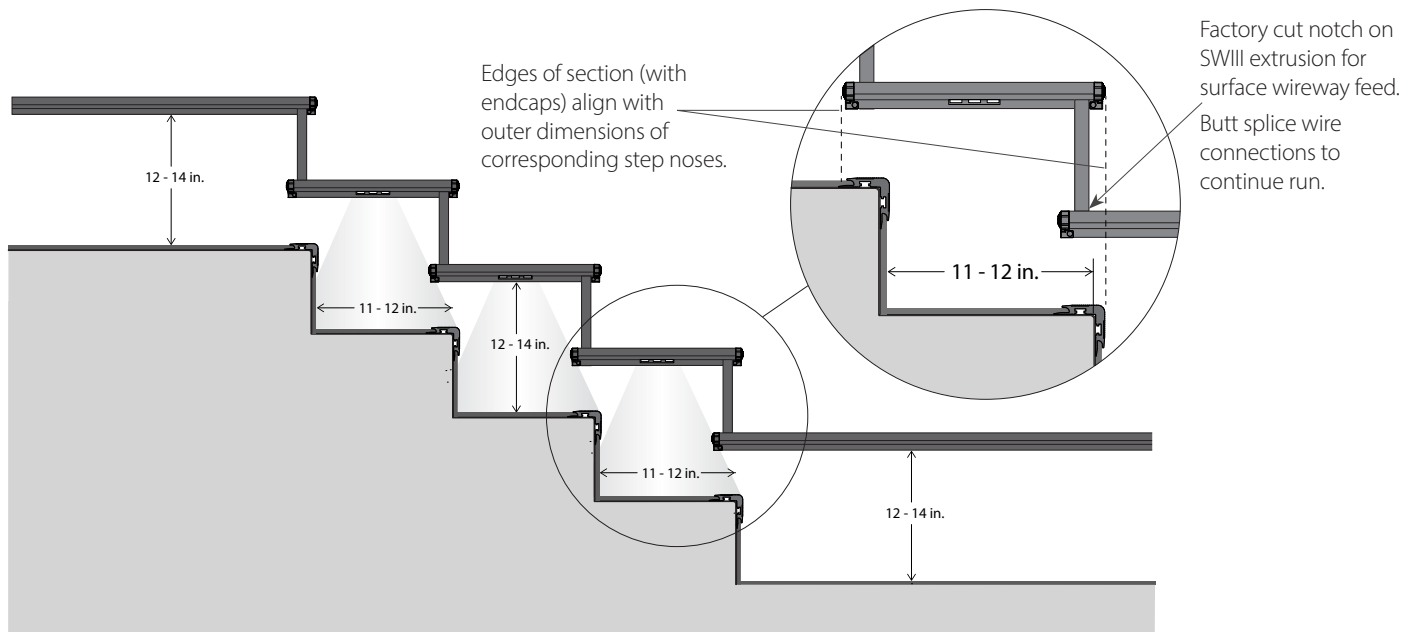 Edges of section (with
endcaps) align with
outer dimensions of
corresponding step noses.
Factory cut notch on
SWIII extrusion for
surface wireway feed.
Butt splice wire
connections to
continue run.
12 - 14 in.
11 - 12 in.
12 - 14 in.
11 - 12 in.
11 - 12 in.
12 - 14 in.